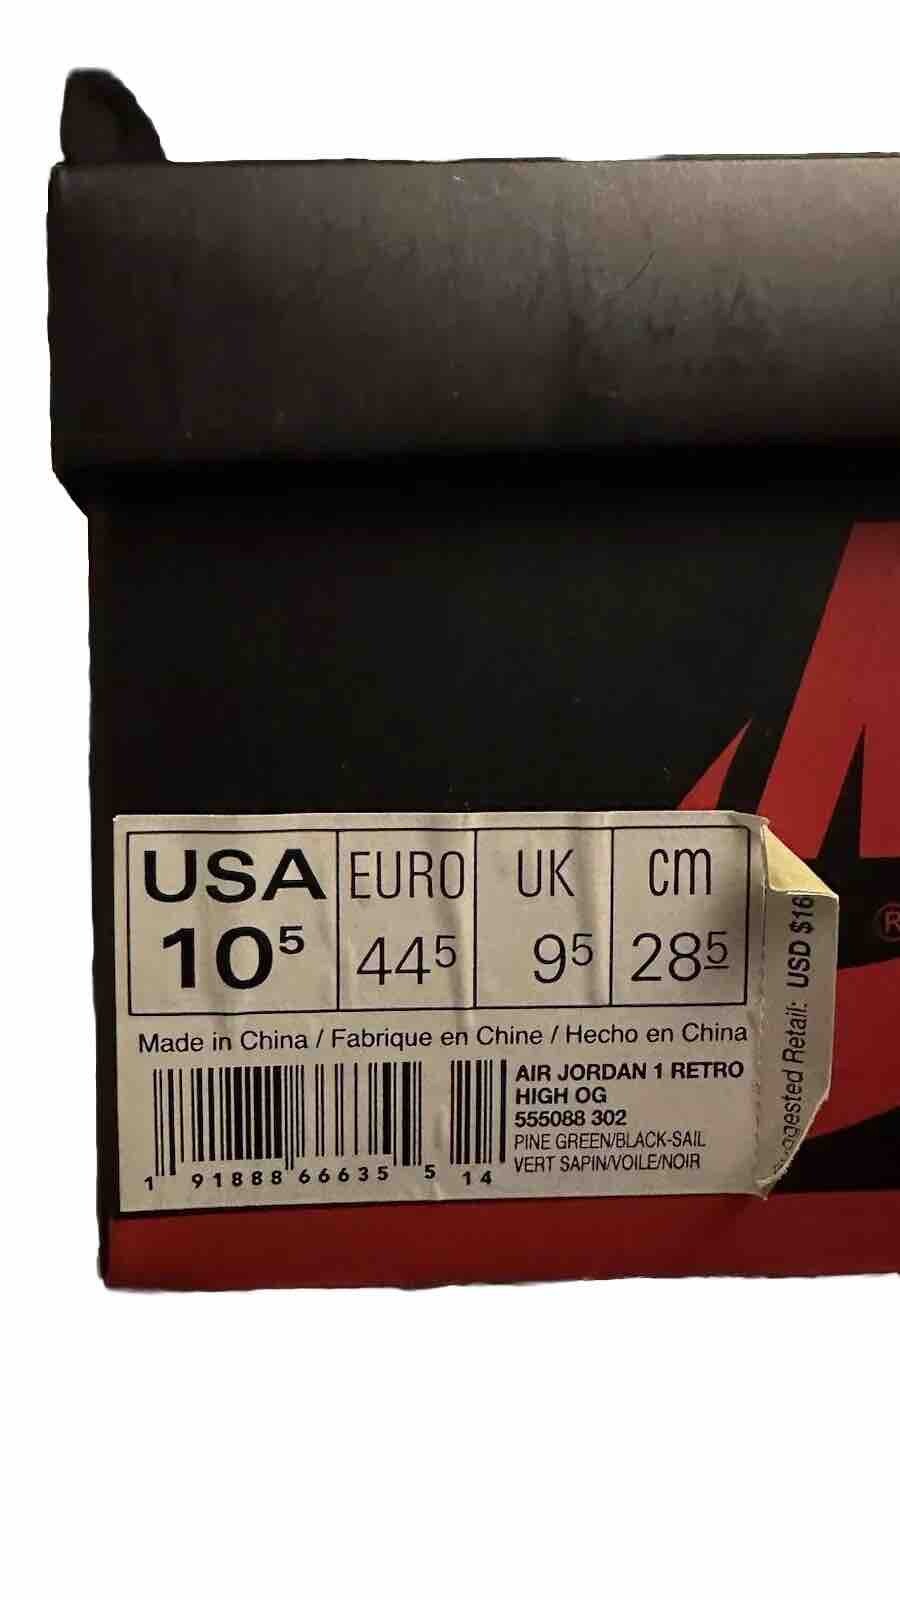 USA EURO UK cm
10⁵ 44⁵ 9⁵ 28⁵
Made in China / Fabrique en Chine / Hecho en China
AIR JORDAN 1 RETRO
HIGH OG
555088 302
PINE GREEN/BLACK-SAIL
VERT SAPIN/VOILE/NOIR
1 91888 66635 5 14
Suggested Retail: USD $16
®